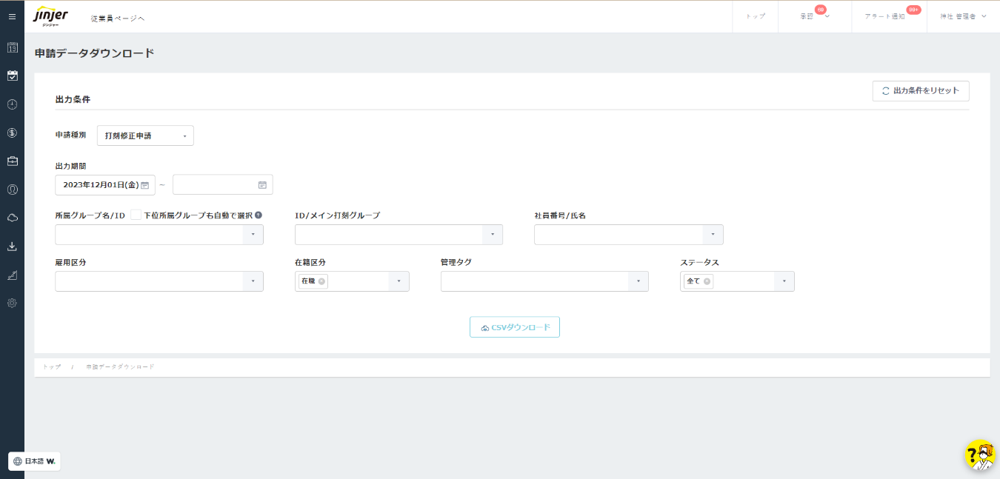 jinjer
ジンジャー
従業員ページへ
トップ
承認
69
アラート通知
99+
神社 管理者
19
申請データダウンロード
出力条件
出力条件をリセット
申請種別
打刻修正申請
出力期間
2023年12月01日(金)
~
所属グループ名/ID
下位所属グループも自動で選択
?
ID/メイン打刻グループ
社員番号/氏名
雇用区分
在籍区分
管理タグ
ステータス
在職
全て
CSVダウンロード
トップ / 申請データダウンロード
日本語 W.
?